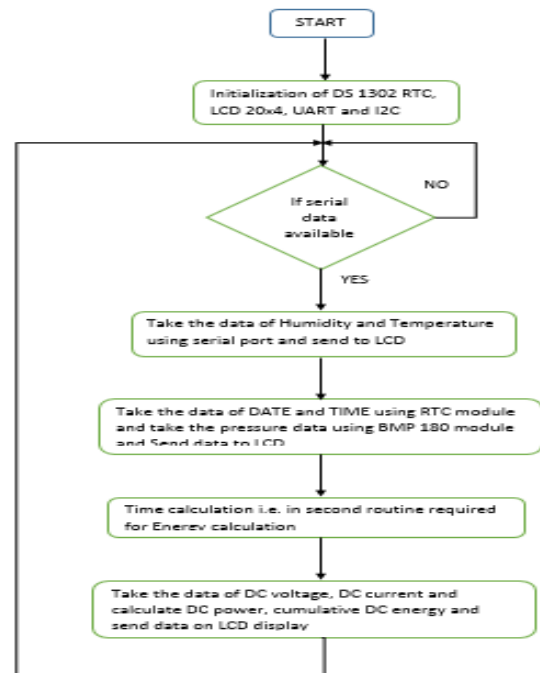 START
Initialization of DS 1302 RTC,
LCD 20x4, UART and I2C
NO
If serial
data
available
YES
Take the data of Humidity and Temperature
using serial port and send to LCD
Take the data of DATE and TIME using RTC module
and take the pressure data using BMP 180 module
and Send data to LCD
Time calculation i.e. in second routine required
for Energy calculation
Take the data of DC voltage, DC current and
calculate DC power, cumulative DC energy and
send data on LCD display